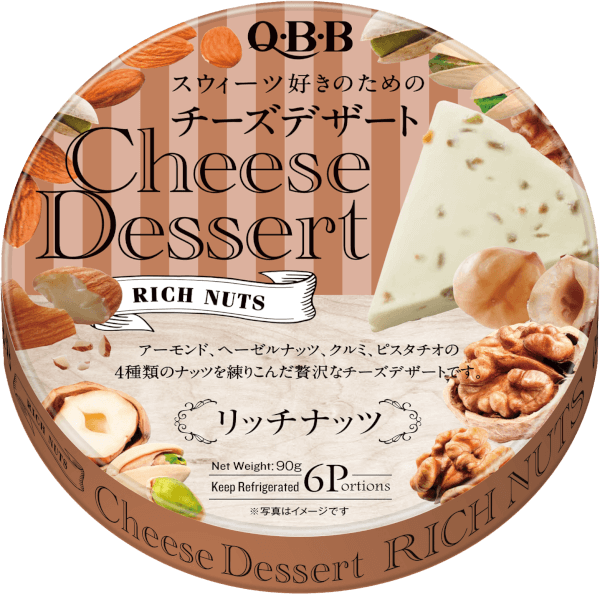 Q·B·B
スウィーツ好きのための
チーズデザート
Cheese
Dessert
RICH NUTS
アーモンド、ヘーゼルナッツ、クルミ、ピスタチオの
4種類のナッツを練りこんだ贅沢なチーズデザートです。
リッチナッツ
Net Weight:90g
Keep Refrigerated 6Portions
※写真はイメージです
RICH NUTS
Cheese Dessert RICH NUTS